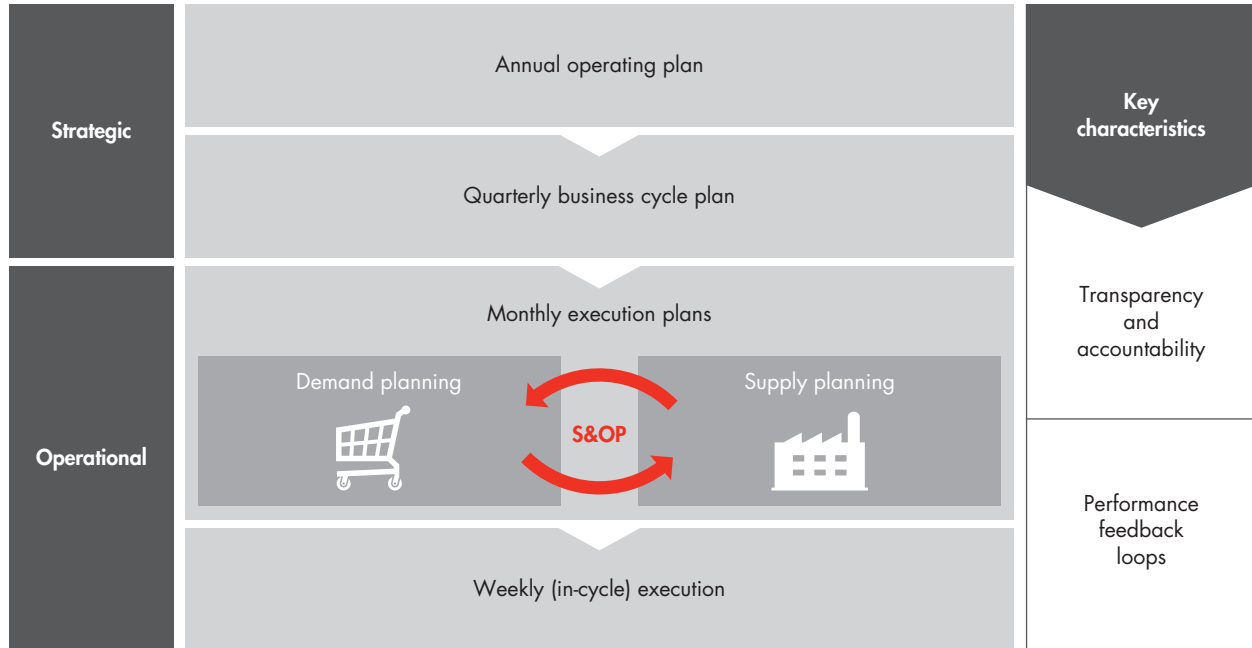 Strategic
Annual operating plan
Quarterly business cycle plan
Operational
Monthly execution plans
Demand planning
S&OP
Supply planning
Weekly (in-cycle) execution
Key
characteristics
Transparency
and
accountability
Performance
feedback
loops